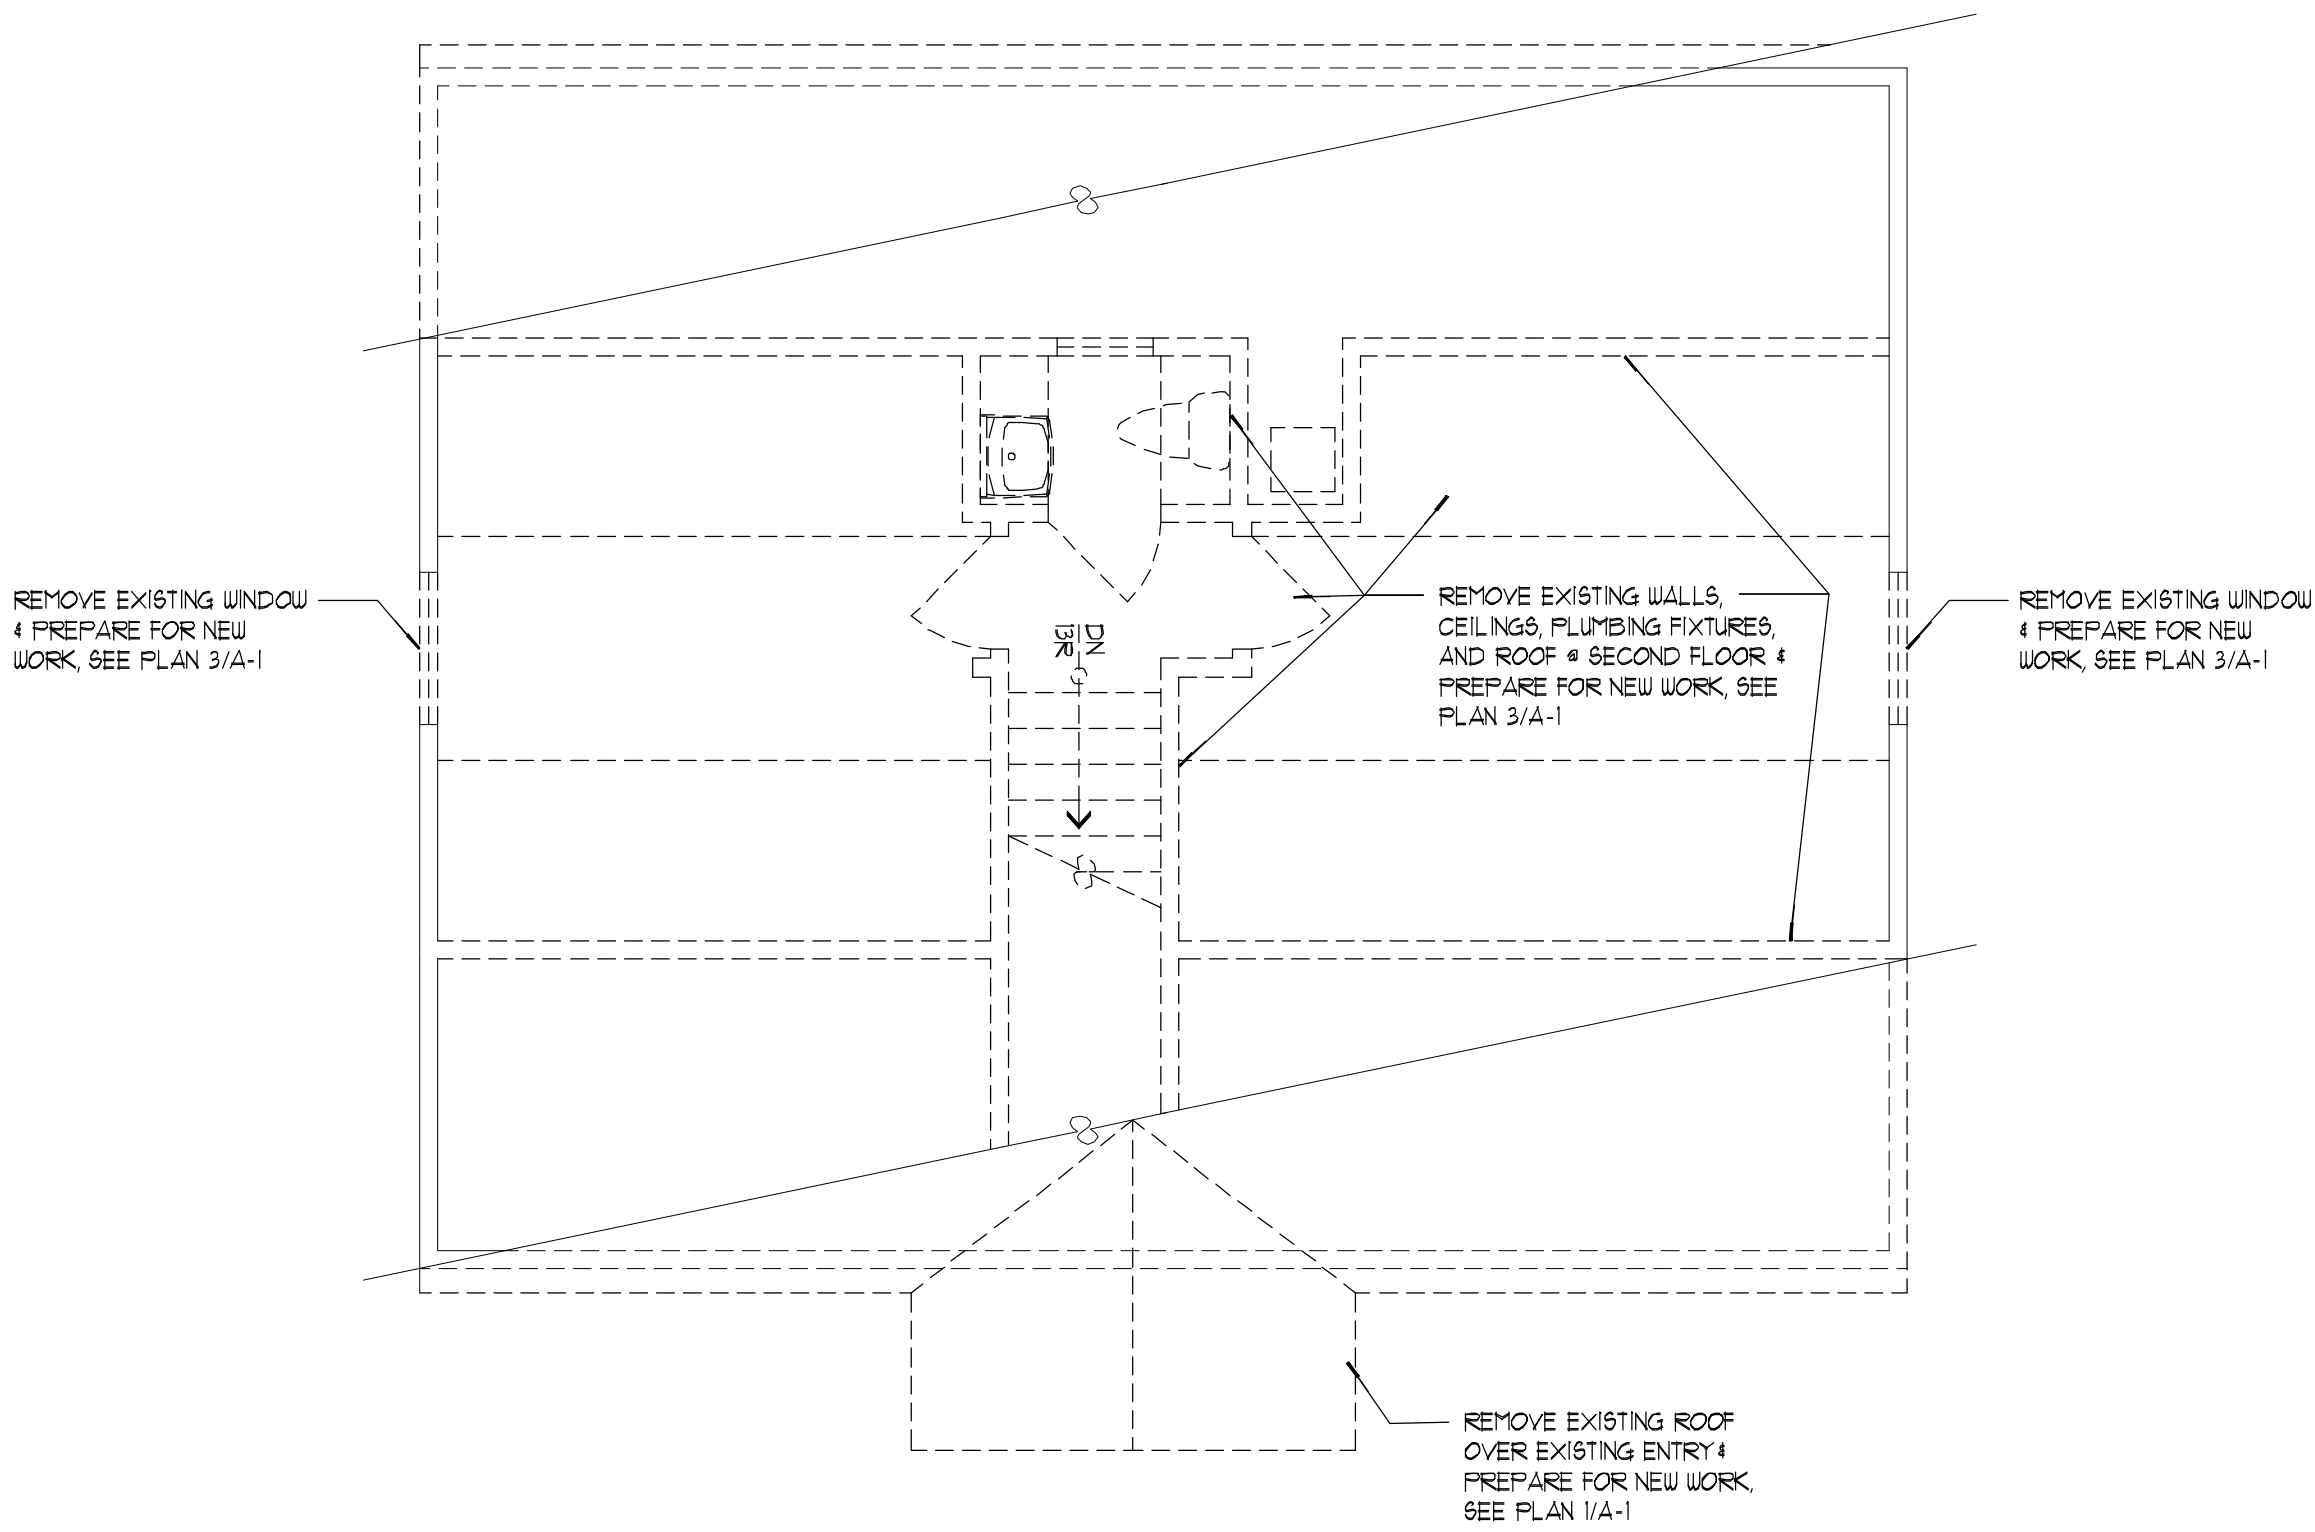 REMOVE EXISTING WINDOW
& PREPARE FOR NEW
WORK, SEE PLAN 3/A-1
DN
13R
REMOVE EXISTING WALLS,
CEILINGS, PLUMBING FIXTURES,
AND ROOF @ SECOND FLOOR &
PREPARE FOR NEW WORK, SEE
PLAN 3/A-1
REMOVE EXISTING WINDOW
& PREPARE FOR NEW
WORK, SEE PLAN 3/A-1
REMOVE EXISTING ROOF
OVER EXISTING ENTRY &
PREPARE FOR NEW WORK,
SEE PLAN 1/A-1